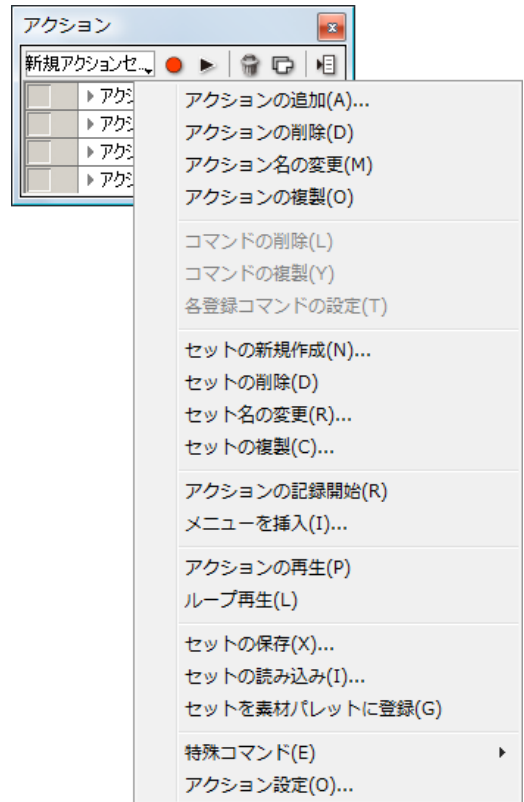 アクション
新規アクションセ...
アク
アク
アク
アク
アクションの追加(A)...
アクションの削除(D)
アクション名の変更(M)
アクションの複製(O)
コマンドの削除(L)
コマンドの複製(Y)
各登録コマンドの設定(T)
セットの新規作成(N)...
セットの削除(D)
セット名の変更(R)...
セットの複製(C)...
アクションの記録開始(R)
メニューを挿入(I)...
アクションの再生(P)
ループ再生(L)
セットの保存(X)...
セットの読み込み(I)...
セットを素材パレットに登録(G)
特殊コマンド(E)
アクション設定(O)...